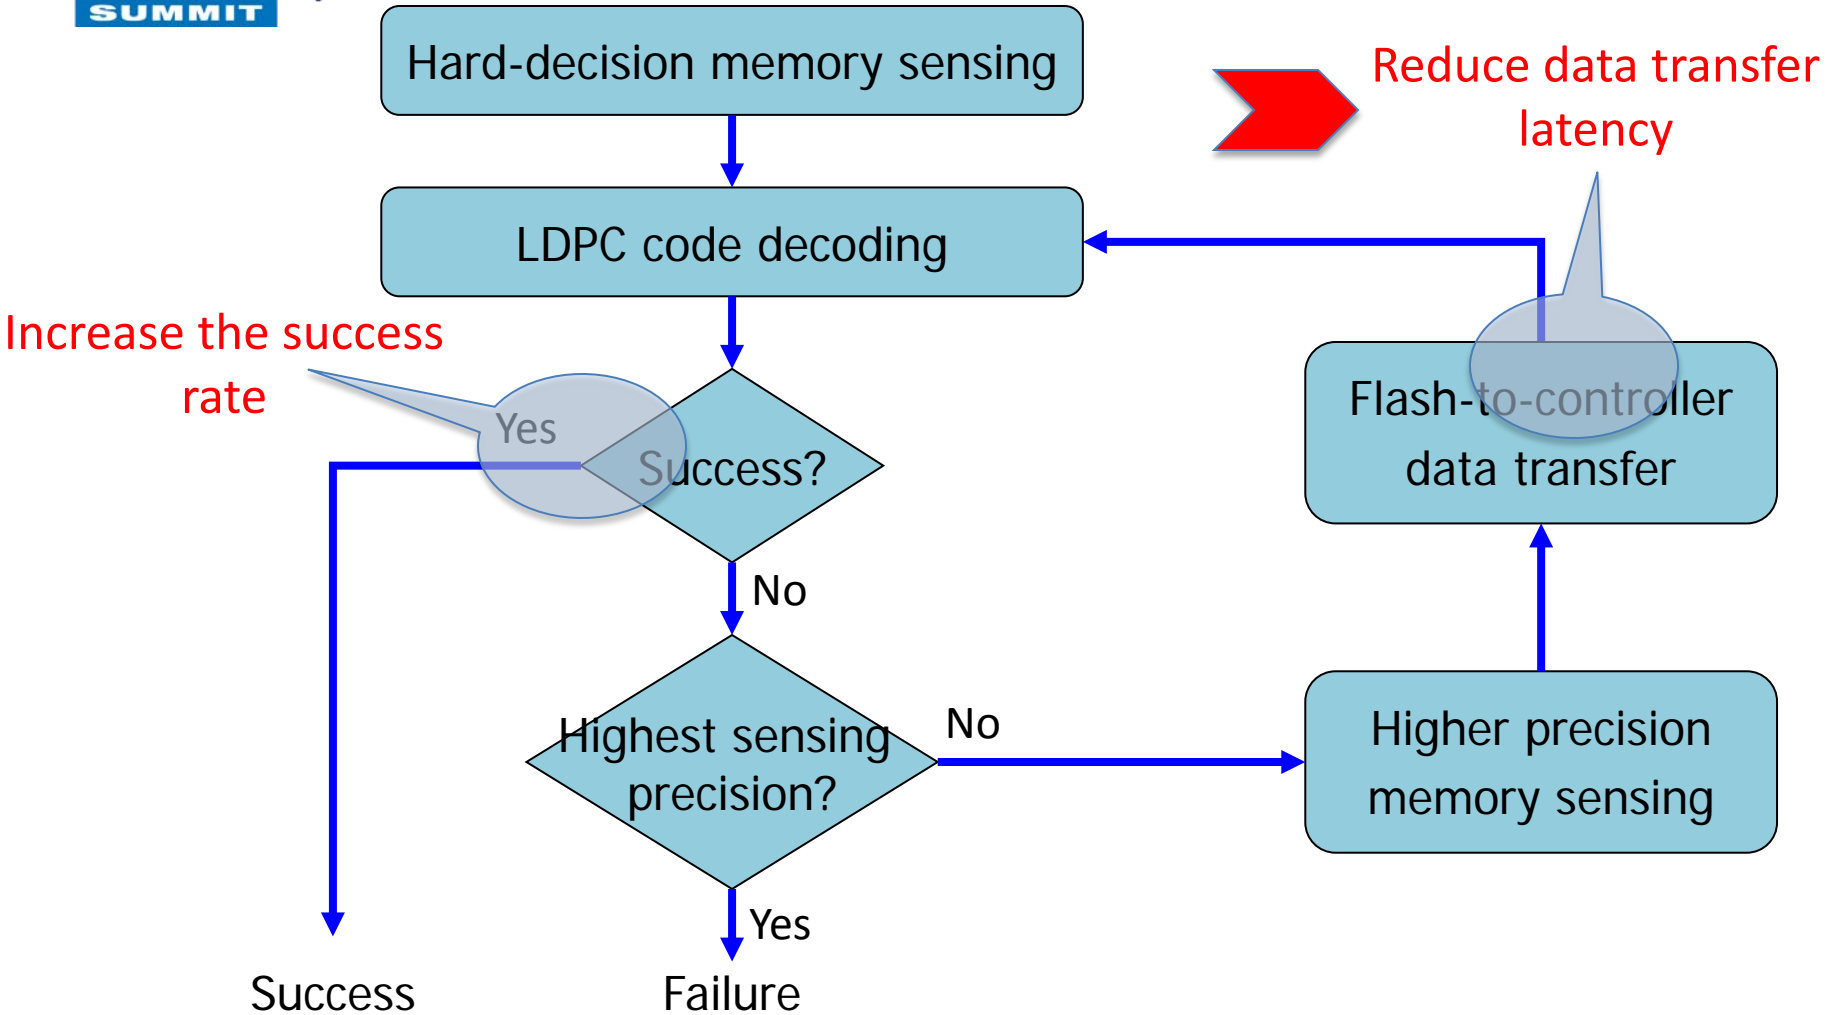 SUMMIT
Hard-decision memory sensing
Reduce data transfer
latency
LDPC code decoding
Increase the success
rate
Yes
Success?
Flash-to-controller
data transfer
No
Highest sensing
precision?
No
Higher precision
memory sensing
Yes
Success
Failure